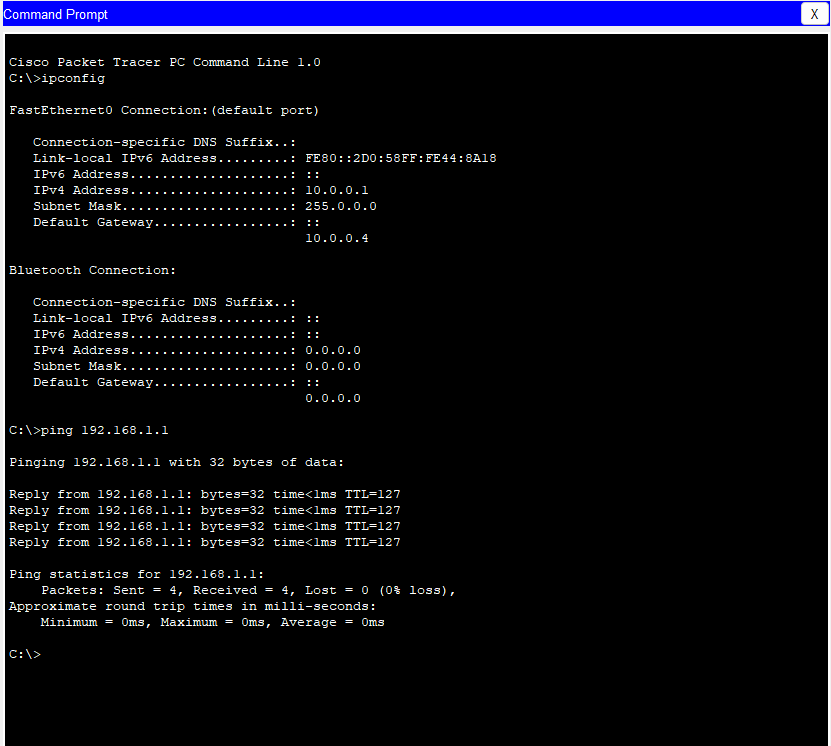 Command Prompt
X
Cisco Packet Tracer PC Command Line 1.0
C:\>ipconfig
FastEthernet0 Connection:(default port)
Connection-specific DNS Suffix..:
Link-local IPv6 Address.........: FE80::2D0:58FF:FE44:8A18
IPv6 Address....................: ::
IPv4 Address....................: 10.0.0.1
Subnet Mask.....................: 255.0.0.0
Default Gateway.................: ::
10.0.0.4
Bluetooth Connection:
Connection-specific DNS Suffix..:
Link-local IPv6 Address.........: ::
IPv6 Address....................: ::
IPv4 Address....................: 0.0.0.0
Subnet Mask.....................: 0.0.0.0
Default Gateway.................: ::
0.0.0.0
C:\>ping 192.168.1.1
Pinging 192.168.1.1 with 32 bytes of data:
Reply from 192.168.1.1: bytes=32 time<1ms TTL=127
Reply from 192.168.1.1: bytes=32 time<1ms TTL=127
Reply from 192.168.1.1: bytes=32 time<1ms TTL=127
Reply from 192.168.1.1: bytes=32 time<1ms TTL=127
Ping statistics for 192.168.1.1:
Packets: Sent = 4, Received = 4, Lost = 0 (0% loss),
Approximate round trip times in milli-seconds:
Minimum = 0ms, Maximum = 0ms, Average = 0ms
C:\>